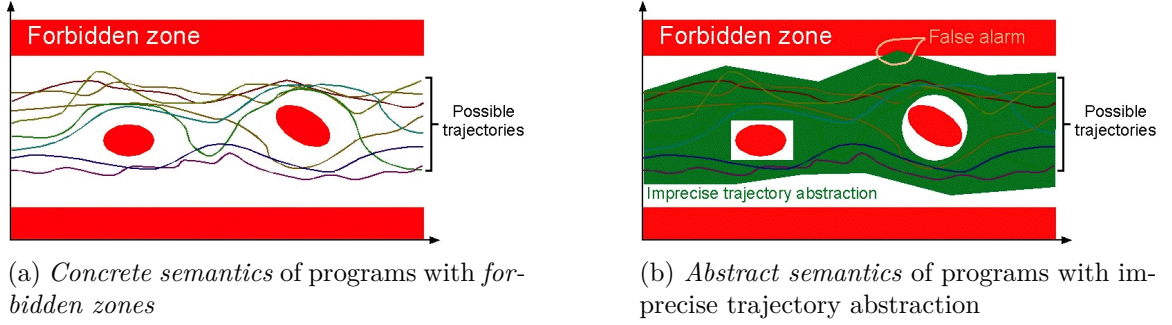 Forbidden zone
Possible
trajectories
(a) Concrete semantics of programs with for-
bidden zones
Forbidden zone
False alarm
Possible
trajectories
Imprecise trajectory abstraction
(b) Abstract semantics of programs with im-
precise trajectory abstraction